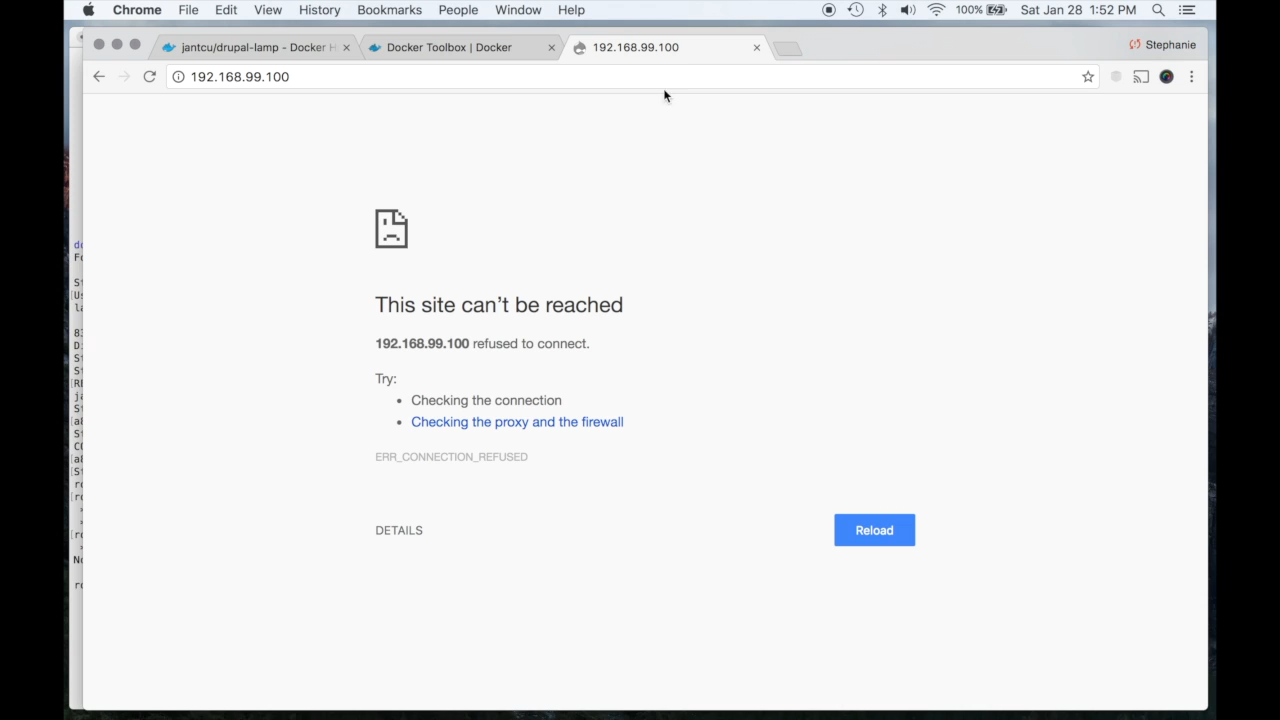 Chrome File Edit View History Bookmarks People Window Help 100% Sat Jan 28 1:52 PM
jantcu/drupal-lamp - Docker H Docker Toolbox | Docker 192.168.99.100 Stephanie
192.168.99.100
This site can't be reached
192.168.99.100 refused to connect.
Try:
• Checking the connection
• Checking the proxy and the firewall
ERR_CONNECTION_REFUSED
DETAILS Reload